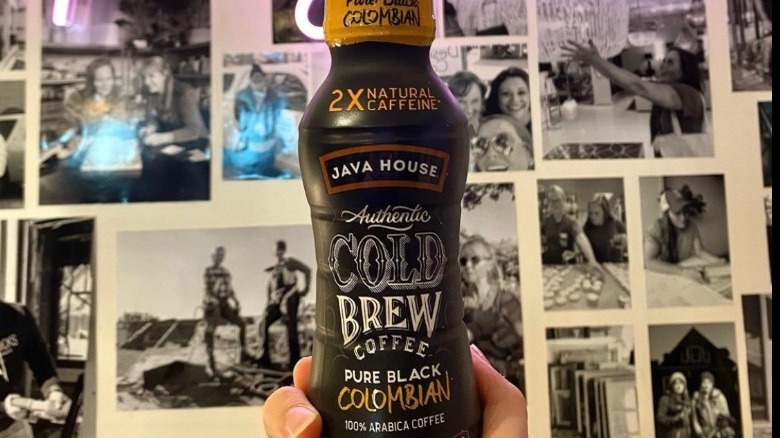 Pure Black
COLOMBIAN
2X NATURAL
CAFFEINE*
JAVA HOUSE
Authentic
COLD
BREW
COFFEE
PURE BLACK
COLOMBIAN
100% ARABICA COFFEE